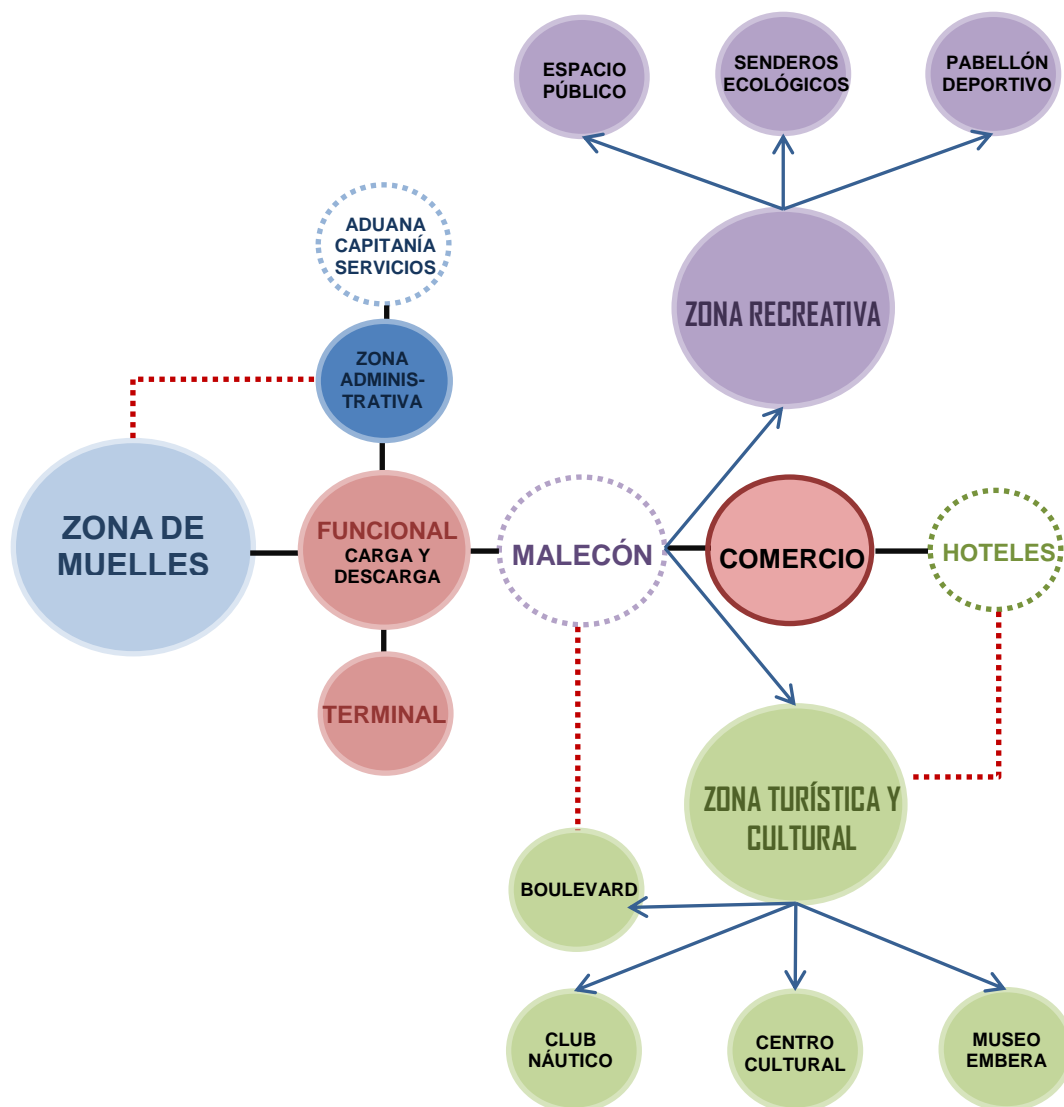 ESPACIO
PÚBLICO
SENDEROS
ECOLÓGICOS
PABELLÓN
DEPORTIVO
ADUANA
CAPITANÍA
SERVICIOS
ZONA RECREATIVA
ZONA
ADMINIS-
TRATIVA
ZONA DE
MUELLES
FUNCIONAL
CARGA Y
DESCARGA
MALECÓN
COMERCIO
HOTELES
TERMINAL
ZONA TURÍSTICA Y
CULTURAL
BOULEVARD
CLUB
NÁUTICO
CENTRO
CULTURAL
MUSEO
EMBERA